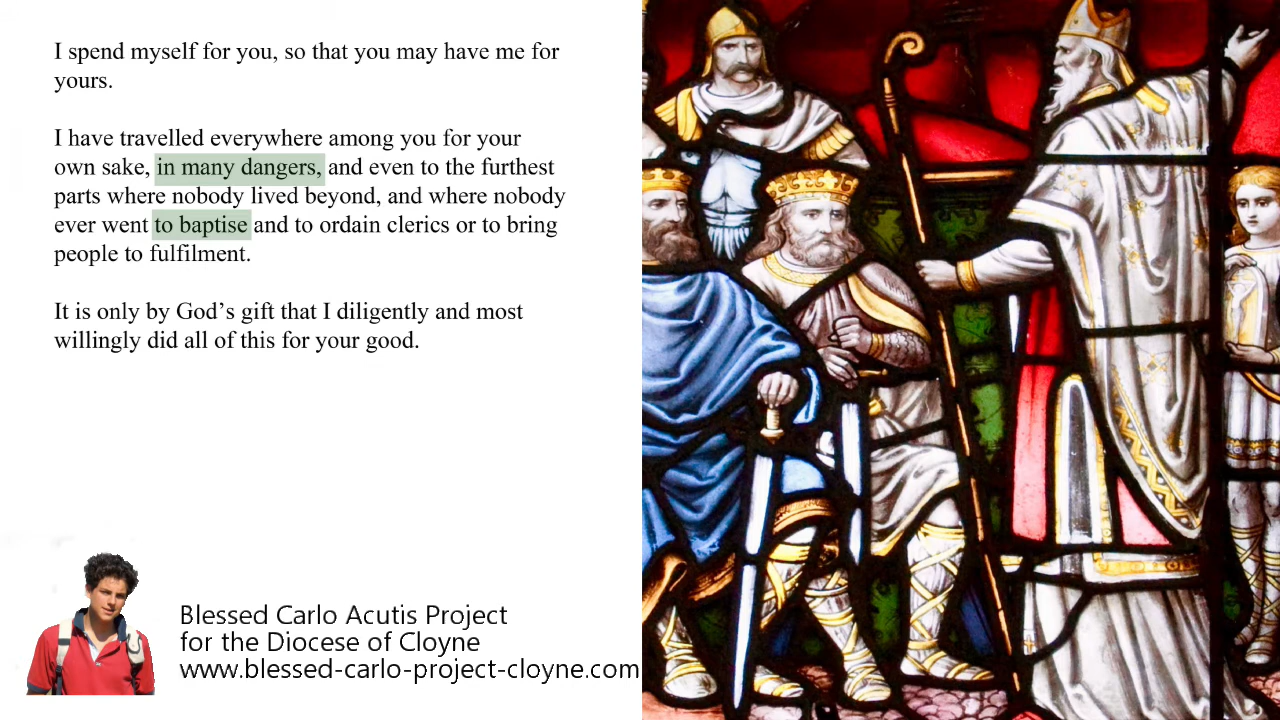 I spend myself for you, so that you may have me for
yours.
I have travelled everywhere among you for your
own sake, in many dangers, and even to the furthest
parts where nobody lived beyond, and where nobody
ever went to baptise and to ordain clerics or to bring
people to fulfilment.
It is only by God’s gift that I diligently and most
willingly did all of this for your good.
Blessed Carlo Acutis Project
for the Diocese of Cloyne
www.blessed-carlo-project-cloyne.com